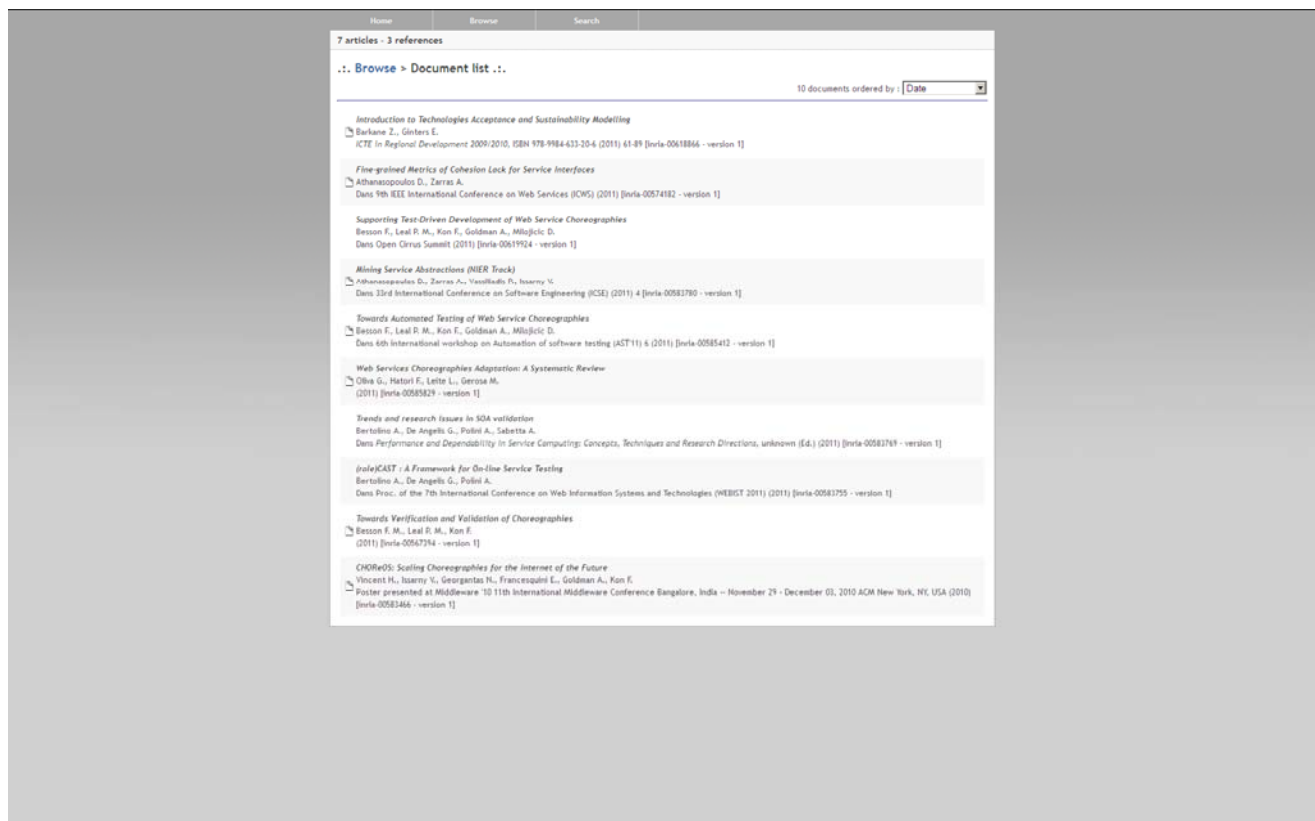 Home Browse Search
7 articles - 3 references
.:. Browse > Document list .:.
10 documents ordered by : Date
Introduction to Technologies Acceptance and Sustainability Modelling
Barkane Z., Ginters E.
ICTE in Regional Development 2009/2010, ISBN 978-9984-633-20-6 (2011) 61-89 [inria-00618866 - version 1]
Fine-grained Metrics of Cohesion Lack for Service Interfaces
Athanasopoulos D., Zarras A.
Dans 9th IEEE International Conference on Web Services (ICWS) (2011) [inria-00574182 - version 1]
Supporting Test-Driven Development of Web Service Choreographies
Besson F., Leal P. M., Kon F., Goldman A., Milojicic D.
Dans Open Cirrus Summit (2011) [inria-00619924 - version 1]
Mining Service Abstractions (NIER Track)
Athanasopoulos D., Zarras A., Vassiliadis P., Issarny V.
Dans 33rd International Conference on Software Engineering (ICSE) (2011) 4 [inria-00583780 - version 1]
Towards Automated Testing of Web Service Choreographies
Besson F., Leal P. M., Kon F., Goldman A., Milojicic D.
Dans 6th international workshop on Automation of software testing (AST'11) 6 (2011) [inria-00585412 - version 1]
Web Services Choreographies Adaptation: A Systematic Review
Oliva G., Hatori F., Leite L., Gerosa M.
(2011) [inria-00585829 - version 1]
Trends and research issues in SOA validation
Bertolino A., De Angelis G., Polini A., Sabetta A.
Dans Performance and Dependability in Service Computing: Concepts, Techniques and Research Directions, unknown (Ed.) (2011) [inria-00583769 - version 1]
(role)CAST : A Framework for On-line Service Testing
Bertolino A., De Angelis G., Polini A.
Dans Proc. of the 7th International Conference on Web Information Systems and Technologies (WEBIST 2011) (2011) [inria-00583755 - version 1]
Towards Verification and Validation of Choreographies
Besson F. M., Leal P. M., Kon F.
(2011) [inria-00567394 - version 1]
CHOReOS: Scaling Choreographies for the Internet of the Future
Vincent H., Issarny V., Georgantas N., Francesquini E., Goldman A., Kon F.
Poster presented at Middleware '10 11th International Middleware Conference Bangalore, India -- November 29 - December 03, 2010 ACM New York, NY, USA (2010)
[inria-00583466 - version 1]